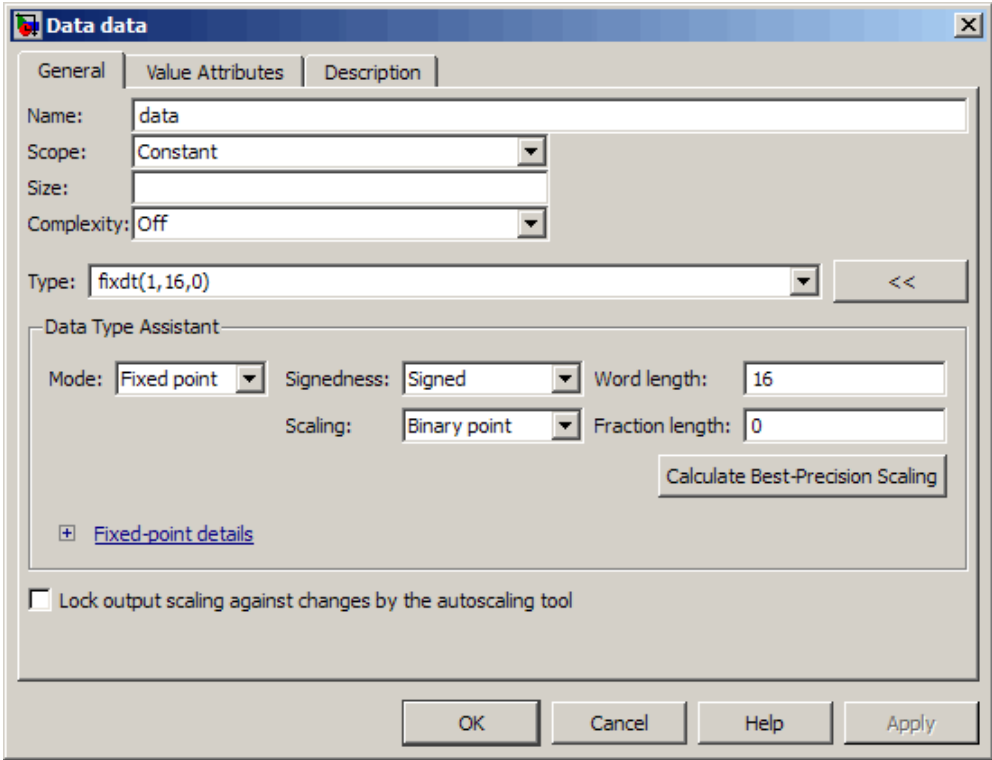 Data data
General Value Attributes Description
Name: data
Scope: Constant
Size:
Complexity: Off
Type: fixdt(1,16,0) <<
Data Type Assistant
Mode: Fixed point Signedness: Signed Word length: 16
Scaling: Binary point Fraction length: 0
Calculate Best-Precision Scaling
Fixed-point details
Lock output scaling against changes by the autoscaling tool
OK Cancel Help Apply